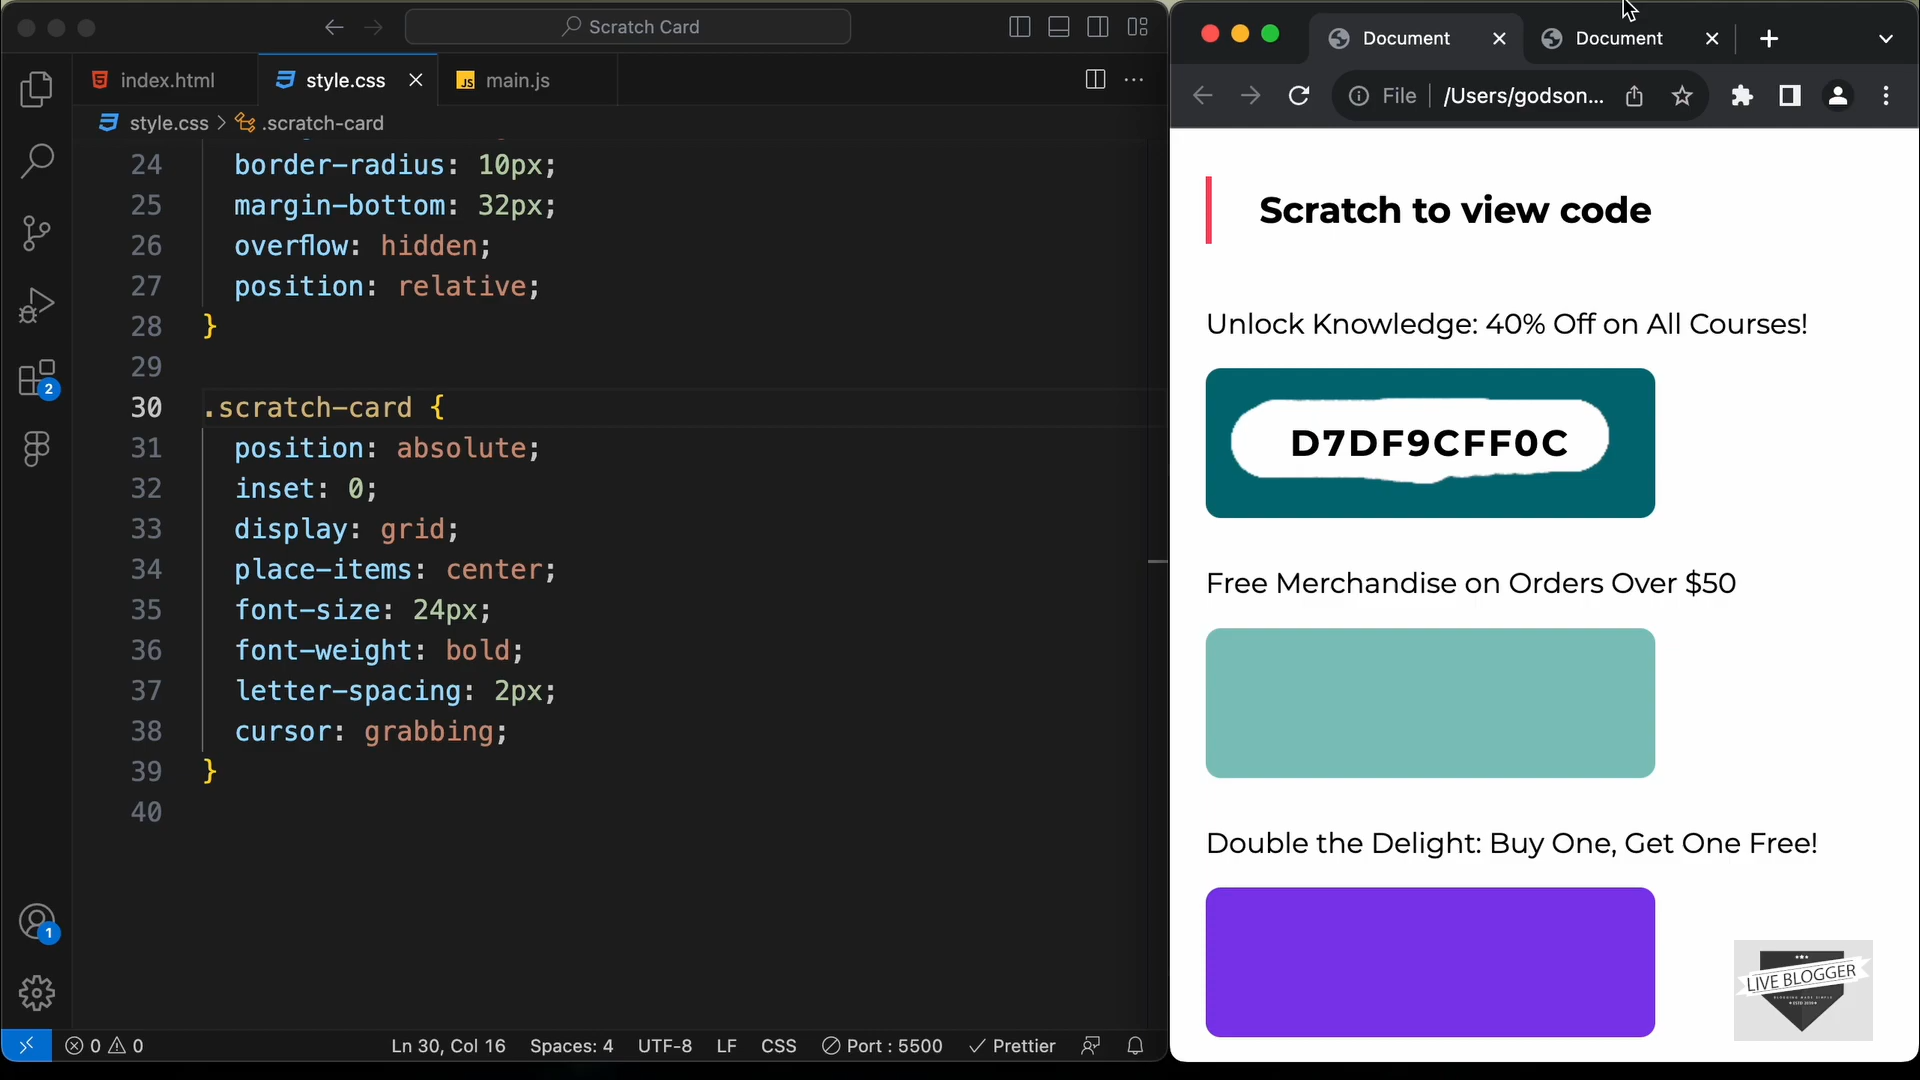 Scratch Card
index.html
style.css
main.js
style.css > .scratch-card
24 border-radius: 10px;
25 margin-bottom: 32px;
26 overflow: hidden;
27 position: relative;
28 }
29
30 .scratch-card {
31 position: absolute;
32 inset: 0;
33 display: grid;
34 place-items: center;
35 font-size: 24px;
36 font-weight: bold;
37 letter-spacing: 2px;
38 cursor: grabbing;
39 }
40
2
1
0 0
Ln 30, Col 16 Spaces: 4 UTF-8 LF CSS Port : 5500 Prettier
Document
Document
File /Users/godson...
Scratch to view code
Unlock Knowledge: 40% Off on All Courses!
D7DF9CFF0C
Free Merchandise on Orders Over $50
Double the Delight: Buy One, Get One Free!
LIVE BLOGGER